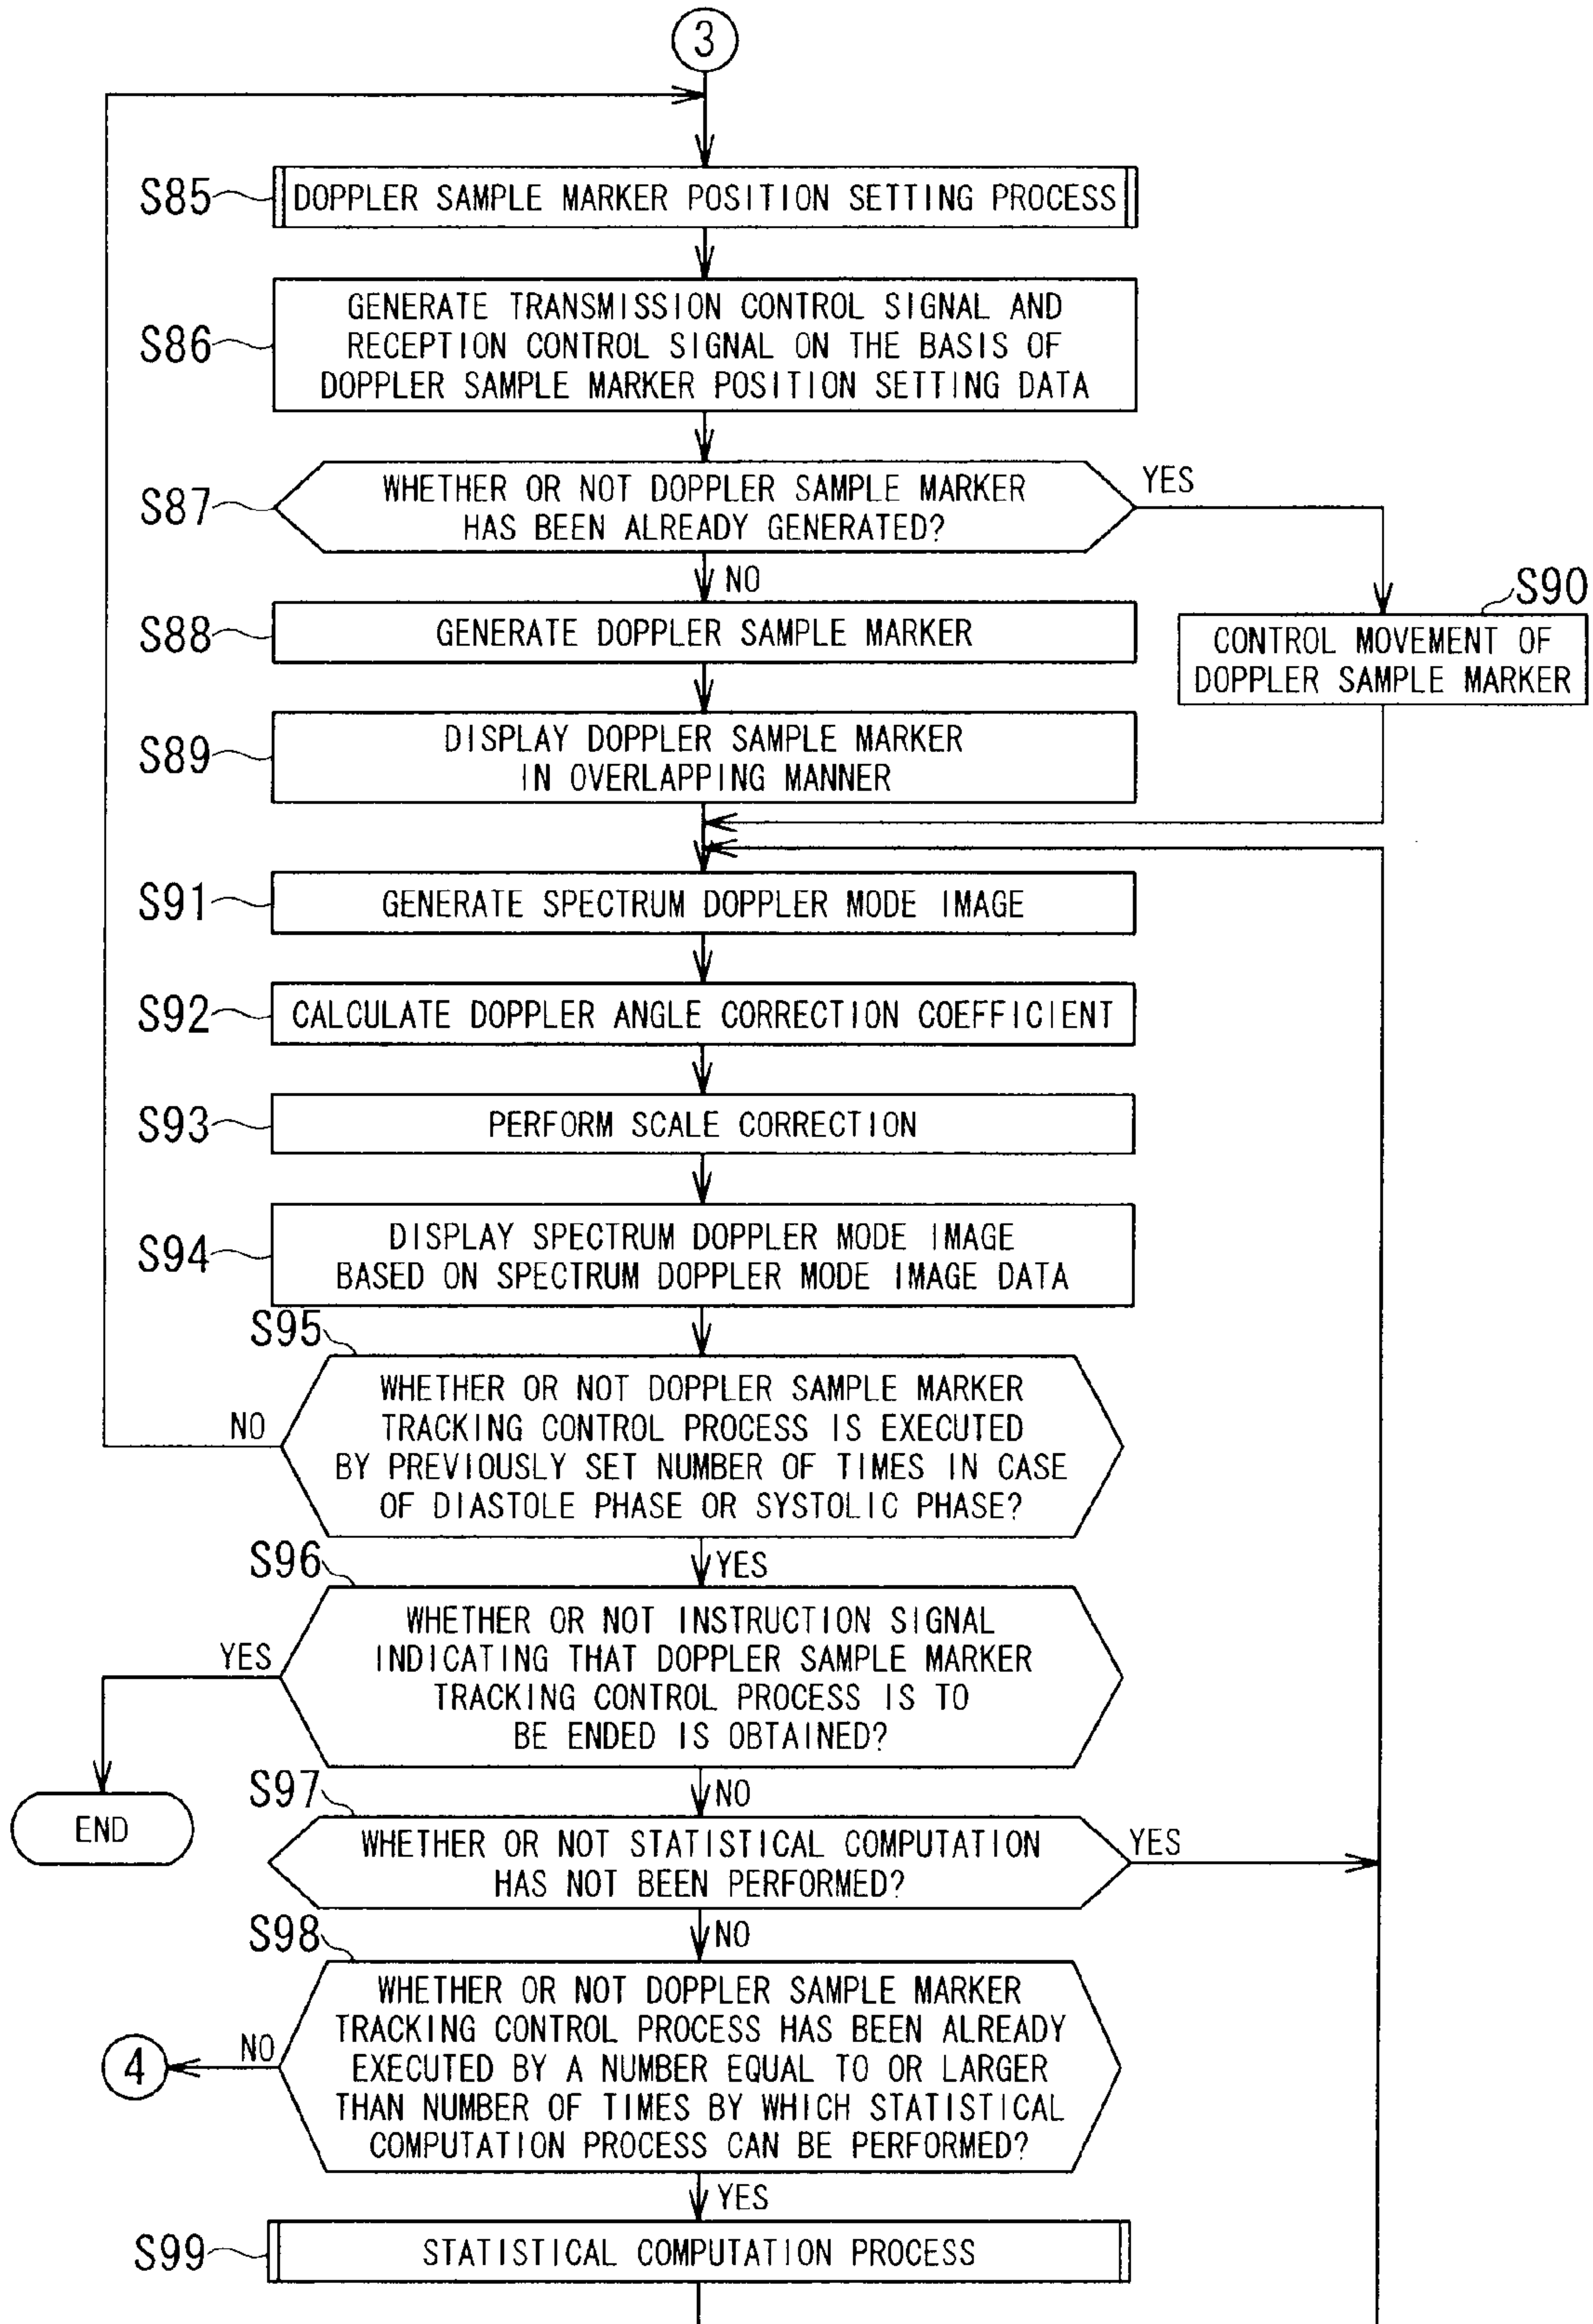 3
S85
DOPPLER SAMPLE MARKER POSITION SETTING PROCESS
S86
GENERATE TRANSMISSION CONTROL SIGNAL AND
RECEPTION CONTROL SIGNAL ON THE BASIS OF
DOPPLER SAMPLE MARKER POSITION SETTING DATA
S87
WHETHER OR NOT DOPPLER SAMPLE MARKER
HAS BEEN ALREADY GENERATED?
YES
NO
S88
GENERATE DOPPLER SAMPLE MARKER
S90
CONTROL MOVEMENT OF
DOPPLER SAMPLE MARKER
S89
DISPLAY DOPPLER SAMPLE MARKER
IN OVERLAPPING MANNER
S91
GENERATE SPECTRUM DOPPLER MODE IMAGE
S92
CALCULATE DOPPLER ANGLE CORRECTION COEFFICIENT
S93
PERFORM SCALE CORRECTION
S94
DISPLAY SPECTRUM DOPPLER MODE IMAGE
BASED ON SPECTRUM DOPPLER MODE IMAGE DATA
S95
WHETHER OR NOT DOPPLER SAMPLE MARKER
TRACKING CONTROL PROCESS IS EXECUTED
BY PREVIOUSLY SET NUMBER OF TIMES IN CASE
OF DIASTOLE PHASE OR SYSTOLIC PHASE?
NO
YES
S96
WHETHER OR NOT INSTRUCTION SIGNAL
INDICATING THAT DOPPLER SAMPLE MARKER
TRACKING CONTROL PROCESS IS TO
BE ENDED IS OBTAINED?
YES
NO
END
S97
WHETHER OR NOT STATISTICAL COMPUTATION
HAS NOT BEEN PERFORMED?
YES
NO
S98
WHETHER OR NOT DOPPLER SAMPLE MARKER
TRACKING CONTROL PROCESS HAS BEEN ALREADY
EXECUTED BY A NUMBER EQUAL TO OR LARGER
THAN NUMBER OF TIMES BY WHICH STATISTICAL
COMPUTATION PROCESS CAN BE PERFORMED?
NO
4
YES
S99
STATISTICAL COMPUTATION PROCESS